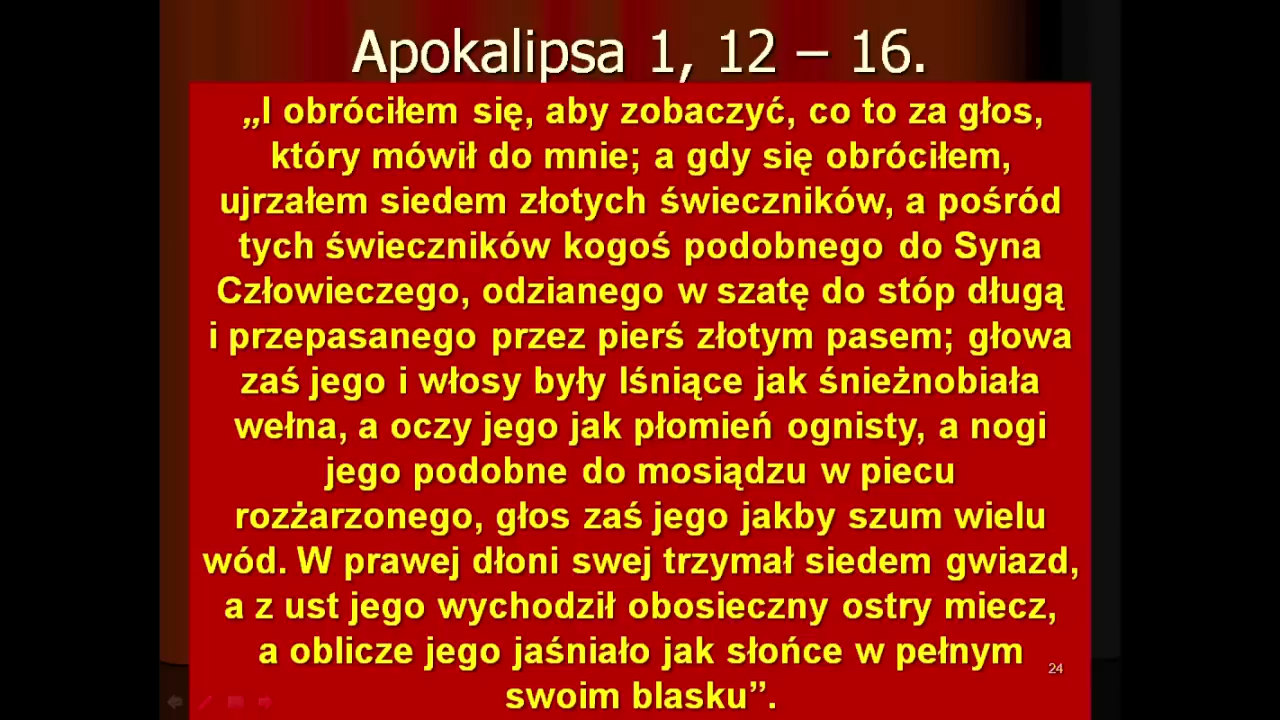 Apokalipsa 1, 12 – 16.
„I obróciłem się, aby zobaczyć, co to za głos,
który mówił do mnie; a gdy się obróciłem,
ujrzałem siedem złotych świeczników, a pośród
tych świeczników kogoś podobnego do Syna
Człowieczego, odzianego w szatę do stóp długą
i przepasanego przez pierś złotym pasem; głowa
zaś jego i włosy były lśniące jak śnieżnobiała
wełna, a oczy jego jak płomień ognisty, a nogi
jego podobne do mosiądzu w piecu
rozżarzonego, głos zaś jego jakby szum wielu
wód. W prawej dłoni swej trzymał siedem gwiazd,
a z ust jego wychodził obosieczny ostry miecz,
a oblicze jego jaśniało jak słońce w pełnym
24
swoim blasku”.